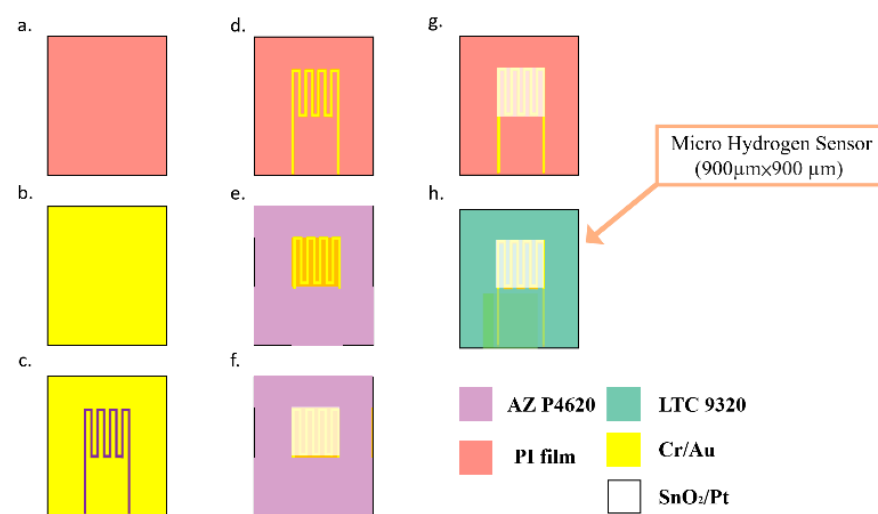 a.
d.
g.
Micro Hydrogen Sensor
(900μm×900 μm)
b.
e.
h.
c.
f.
AZ P4620
LTC 9320
PI film
Cr/Au
SnO₂/Pt